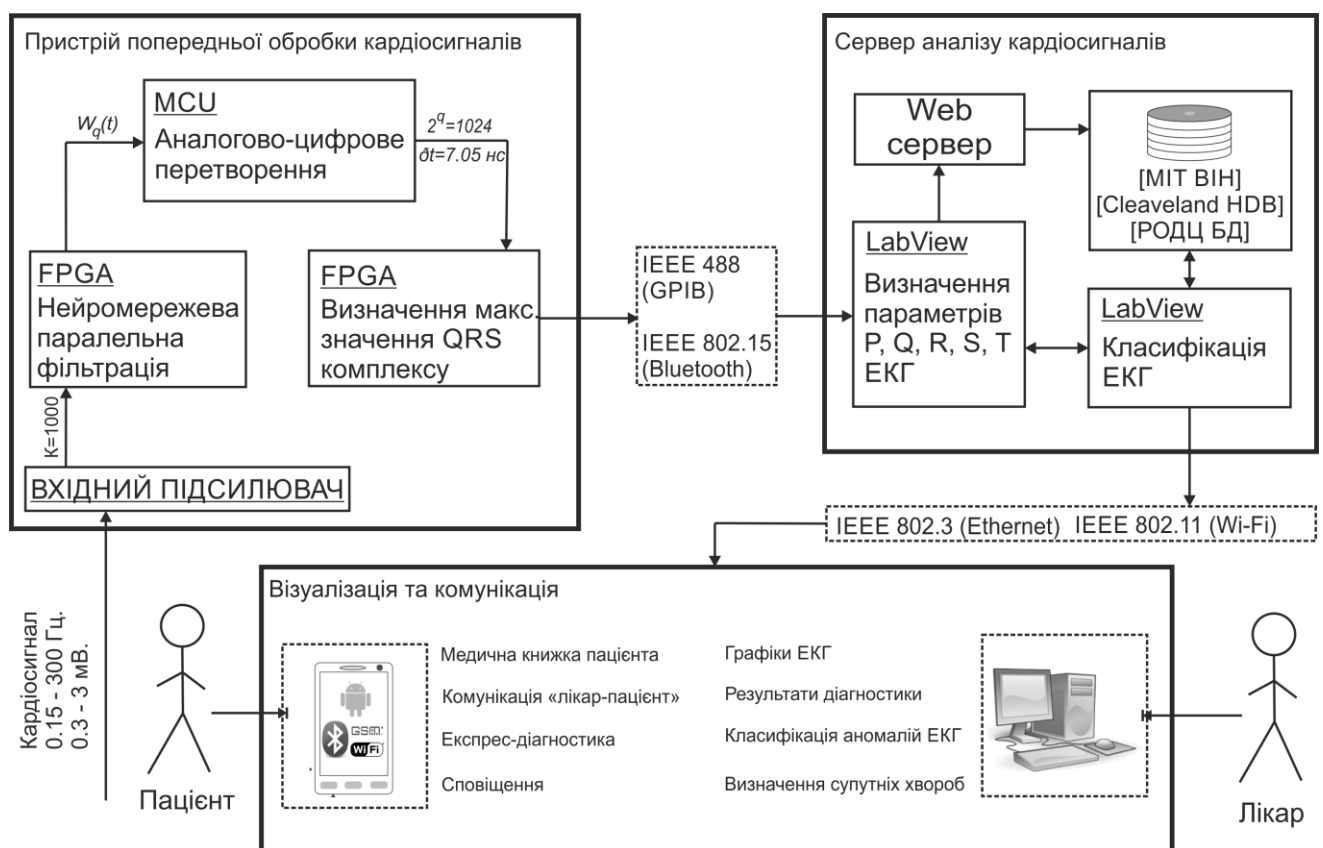 Пристрій попередньої обробки кардіосигналів
MCU
Аналогово-цифрове
перетворення
W_q(t)
2^q=1024
ðt=7.05 нс
FPGA
Нейромережева
паралельна
фільтрація
FPGA
Визначення макс.
значення QRS
комплексу
К=1000
ВХІДНИЙ ПІДСИЛЮВАЧ
IEEE 488
(GPIB)
IEEE 802.15
(Bluetooth)
Сервер аналізу кардіосигналів
Web
сервер
[MIT BIH]
[Cleaveland HDB]
[РОДЦ БД]
LabView
Визначення
параметрів
P, Q, R, S, T
ЕКГ
LabView
Класифікація
ЕКГ
IEEE 802.3 (Ethernet) IEEE 802.11 (Wi-Fi)
Кардіосигнал
0.15 - 300 Гц.
0.3 - 3 мВ.
Пацієнт
Візуалізація та комунікація
GSM
WiFi
Медична книжка пацієнта
Комунікація «лікар-пацієнт»
Експрес-діагностика
Сповіщення
Графіки ЕКГ
Результати діагностики
Класифікація аномалій ЕКГ
Визначення супутніх хвороб
Лікар